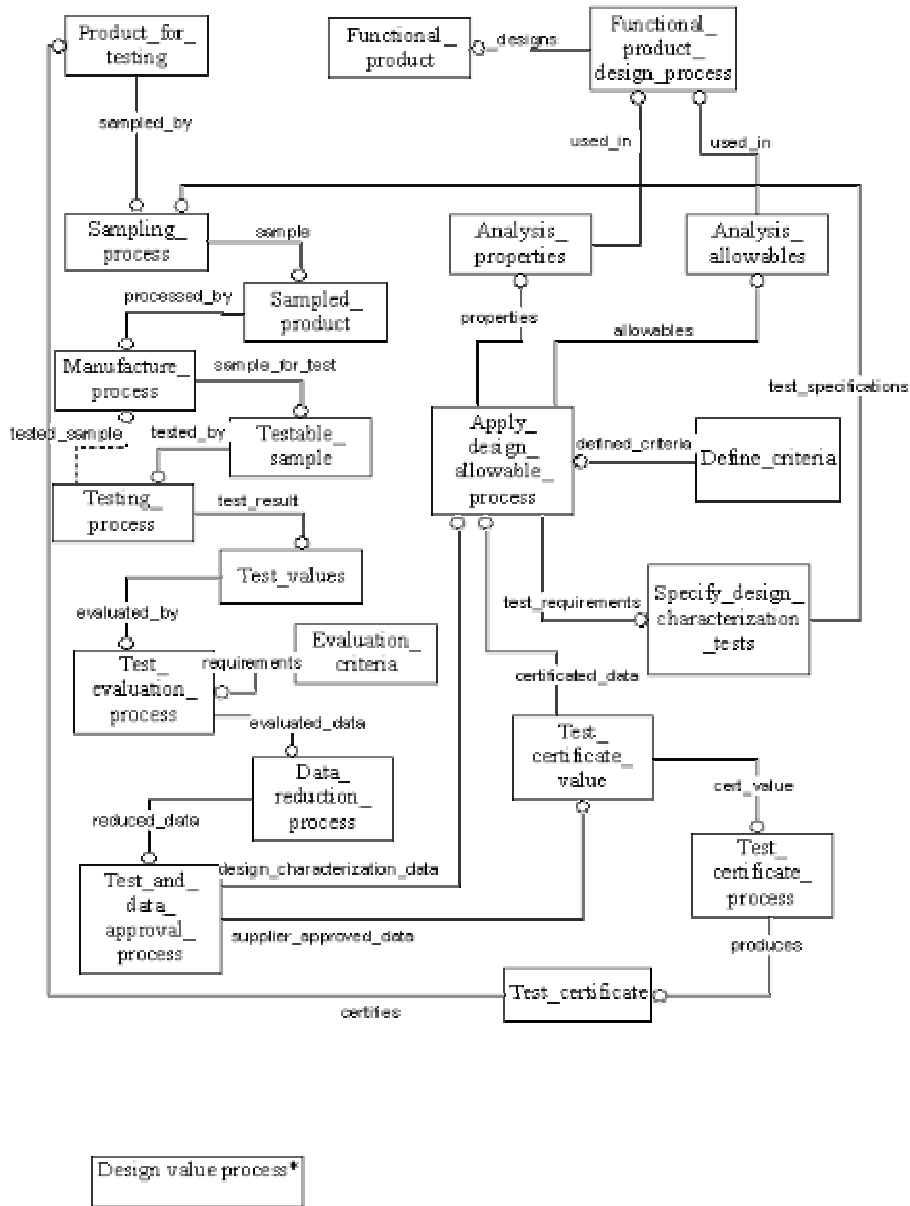 Product_for_
testing
Functional_
product
_designs
Functional_
product_
design_process
sampled_by
used_in
used_in
Sampling_
process
sample
Analysis_
properties
Analysis_
allowables
processed_by
Sampled_
product
properties
allowables
Manufacture_
process
sample_for_test
test_specifications
tested_sample
tested_by
Testable_
sample
Apply_
design_
allowable_
process
defined_criteria
Define_criteria
Testing_
process
test_result
Test_values
evaluated_by
test_requirements
Specify_design_
characterization
_tests
Test_
evaluation_
process
requirements
Evaluation_
criteria
certificated_data
evaluated_data
Data_
reduction_
process
Test_
certificate_
value
cert_value
reduced_data
Test_
certificate_
process
Test_and_
data_
approval_
process
design_characterization_data
supplier_approved_data
produces
Test_certificate
certifies
Design value process*